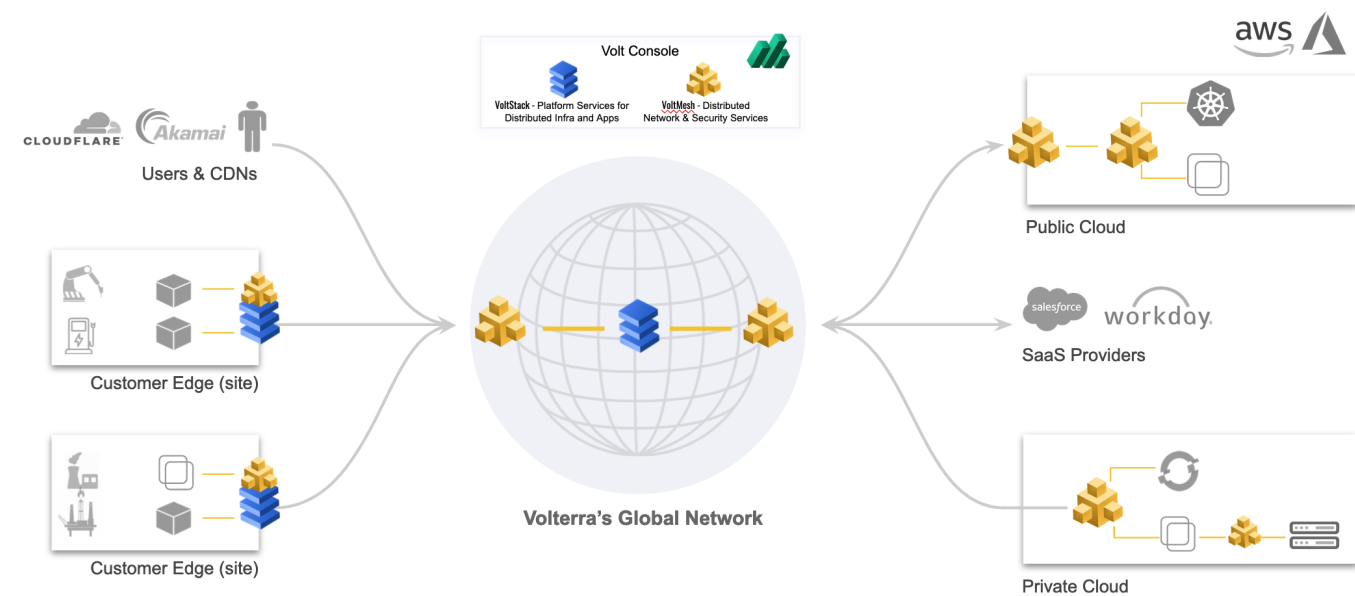 aws
Volt Console
VoltStack - Platform Services for
Distributed Infra and Apps
VoltMesh - Distributed
Network & Security Services
CLOUDFLARE
Akamai
Users & CDNs
Public Cloud
salesforce
workday.
SaaS Providers
Customer Edge (site)
Customer Edge (site)
Volterra’s Global Network
Private Cloud